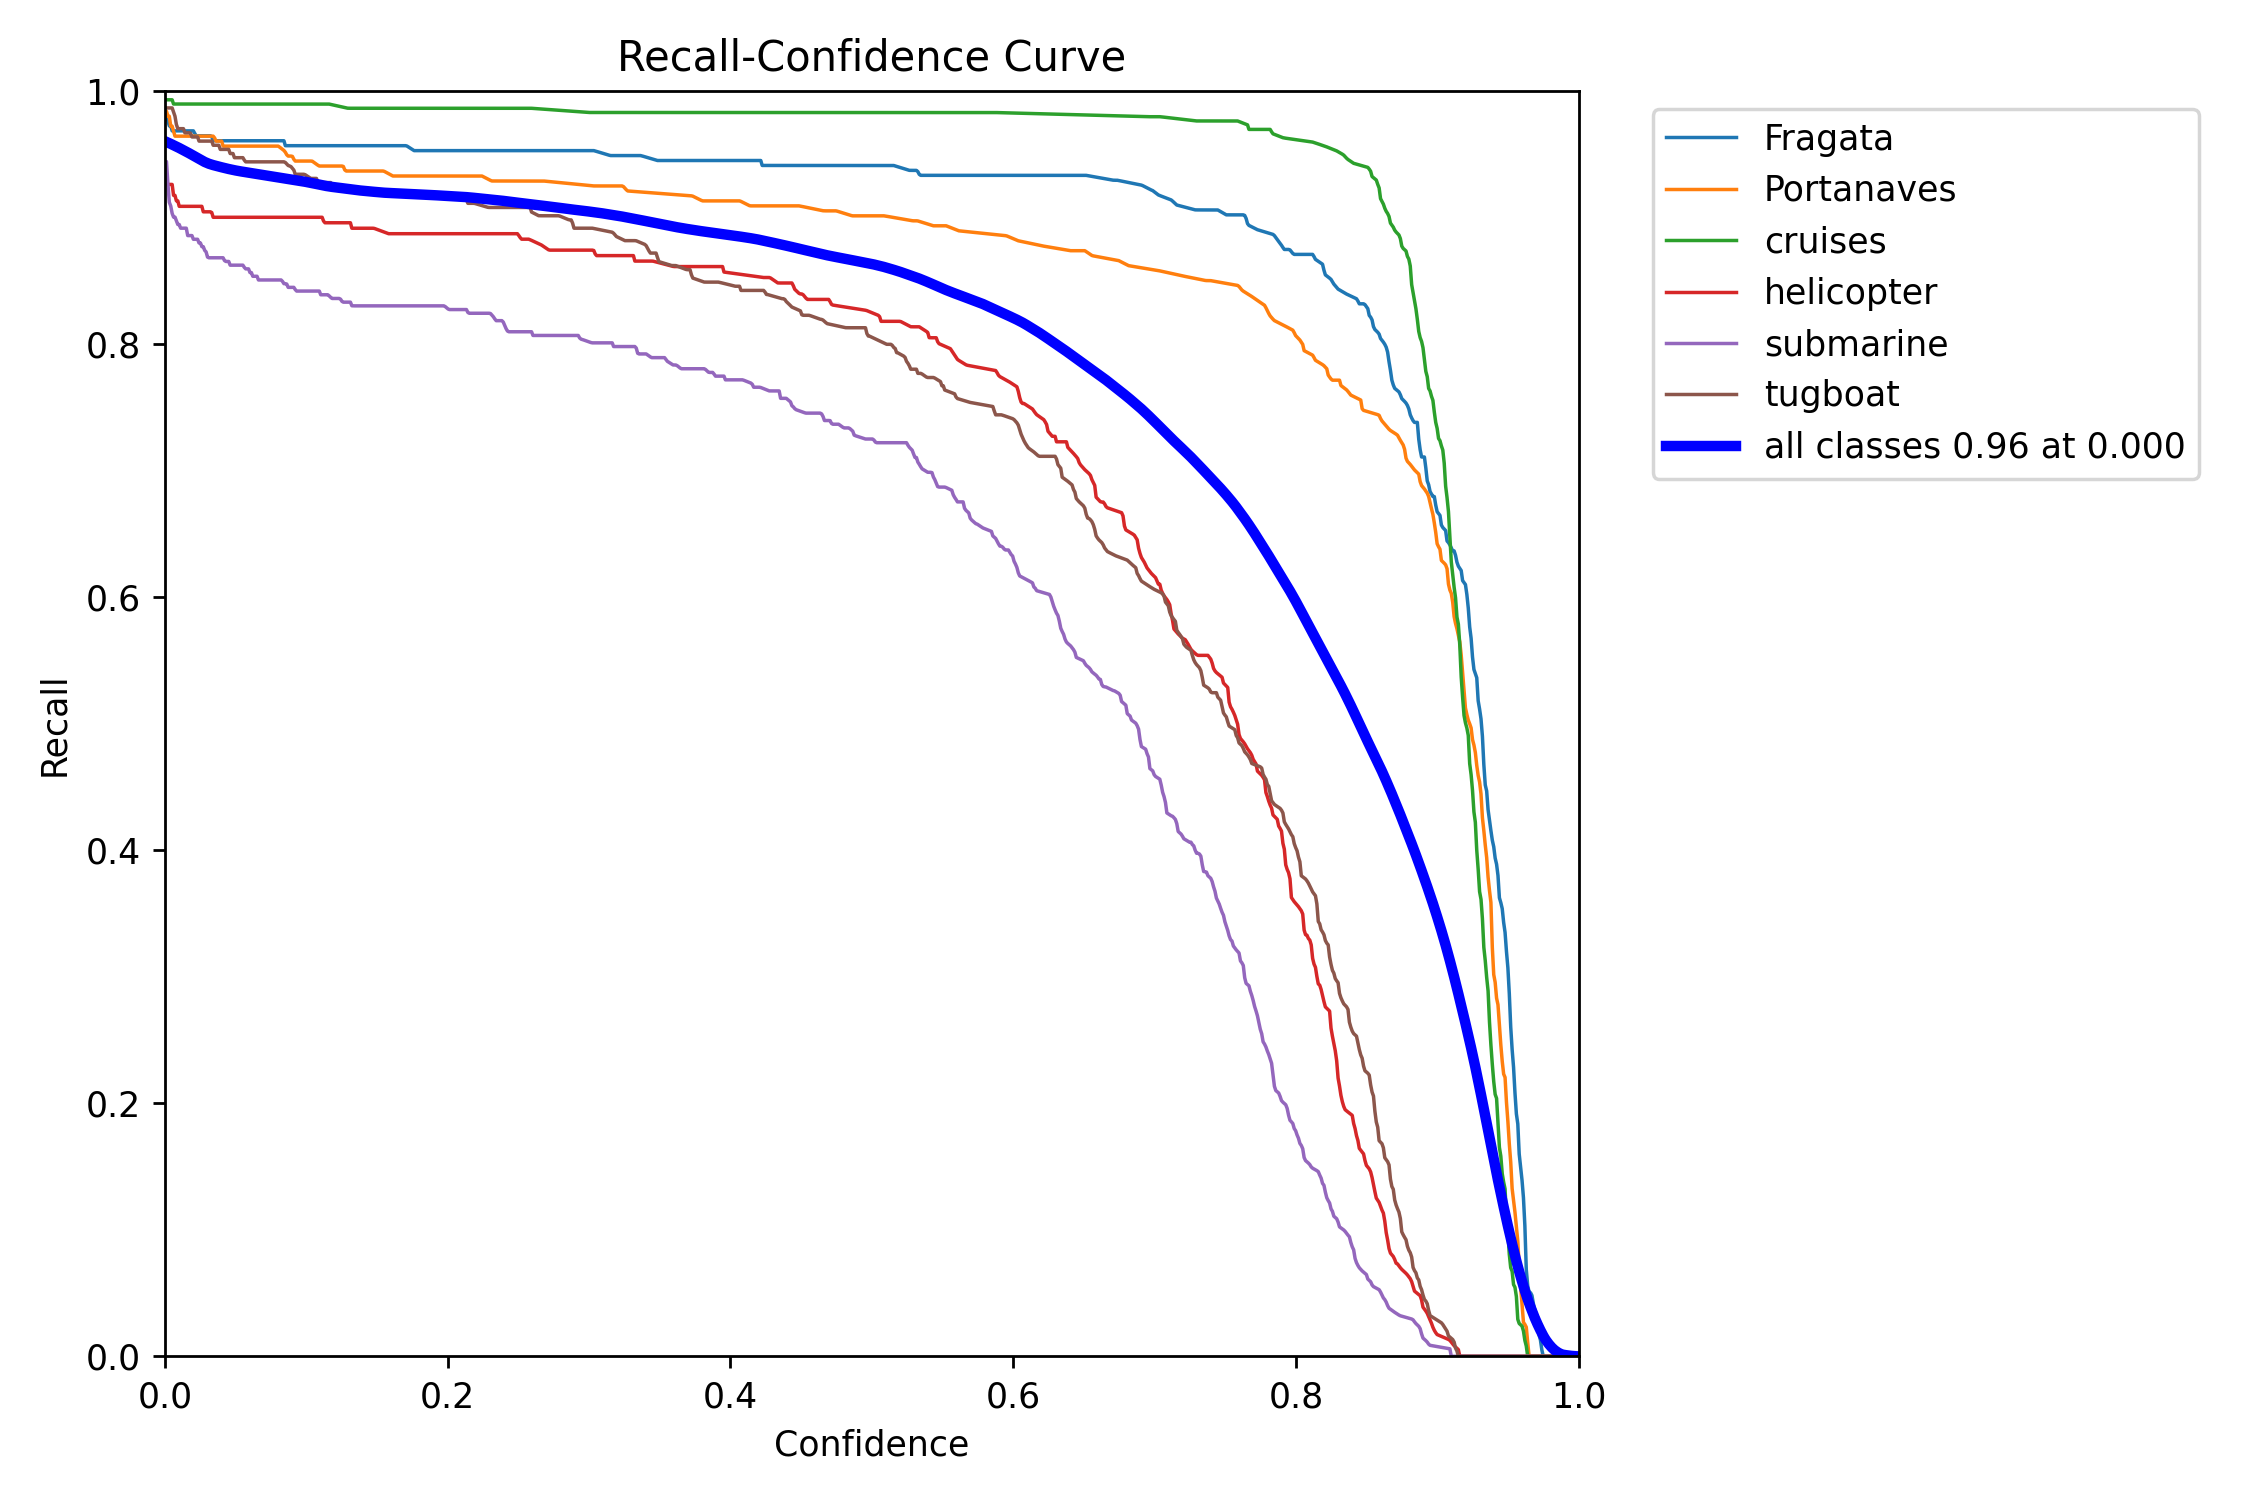 Recall-Confidence Curve
1.0
0.8
0.6
0.4
0.2
0.0
Recall
0.0 0.2 0.4 0.6 0.8 1.0
Confidence
Fragata
Portanaves
cruises
helicopter
submarine
tugboat
all classes 0.96 at 0.000